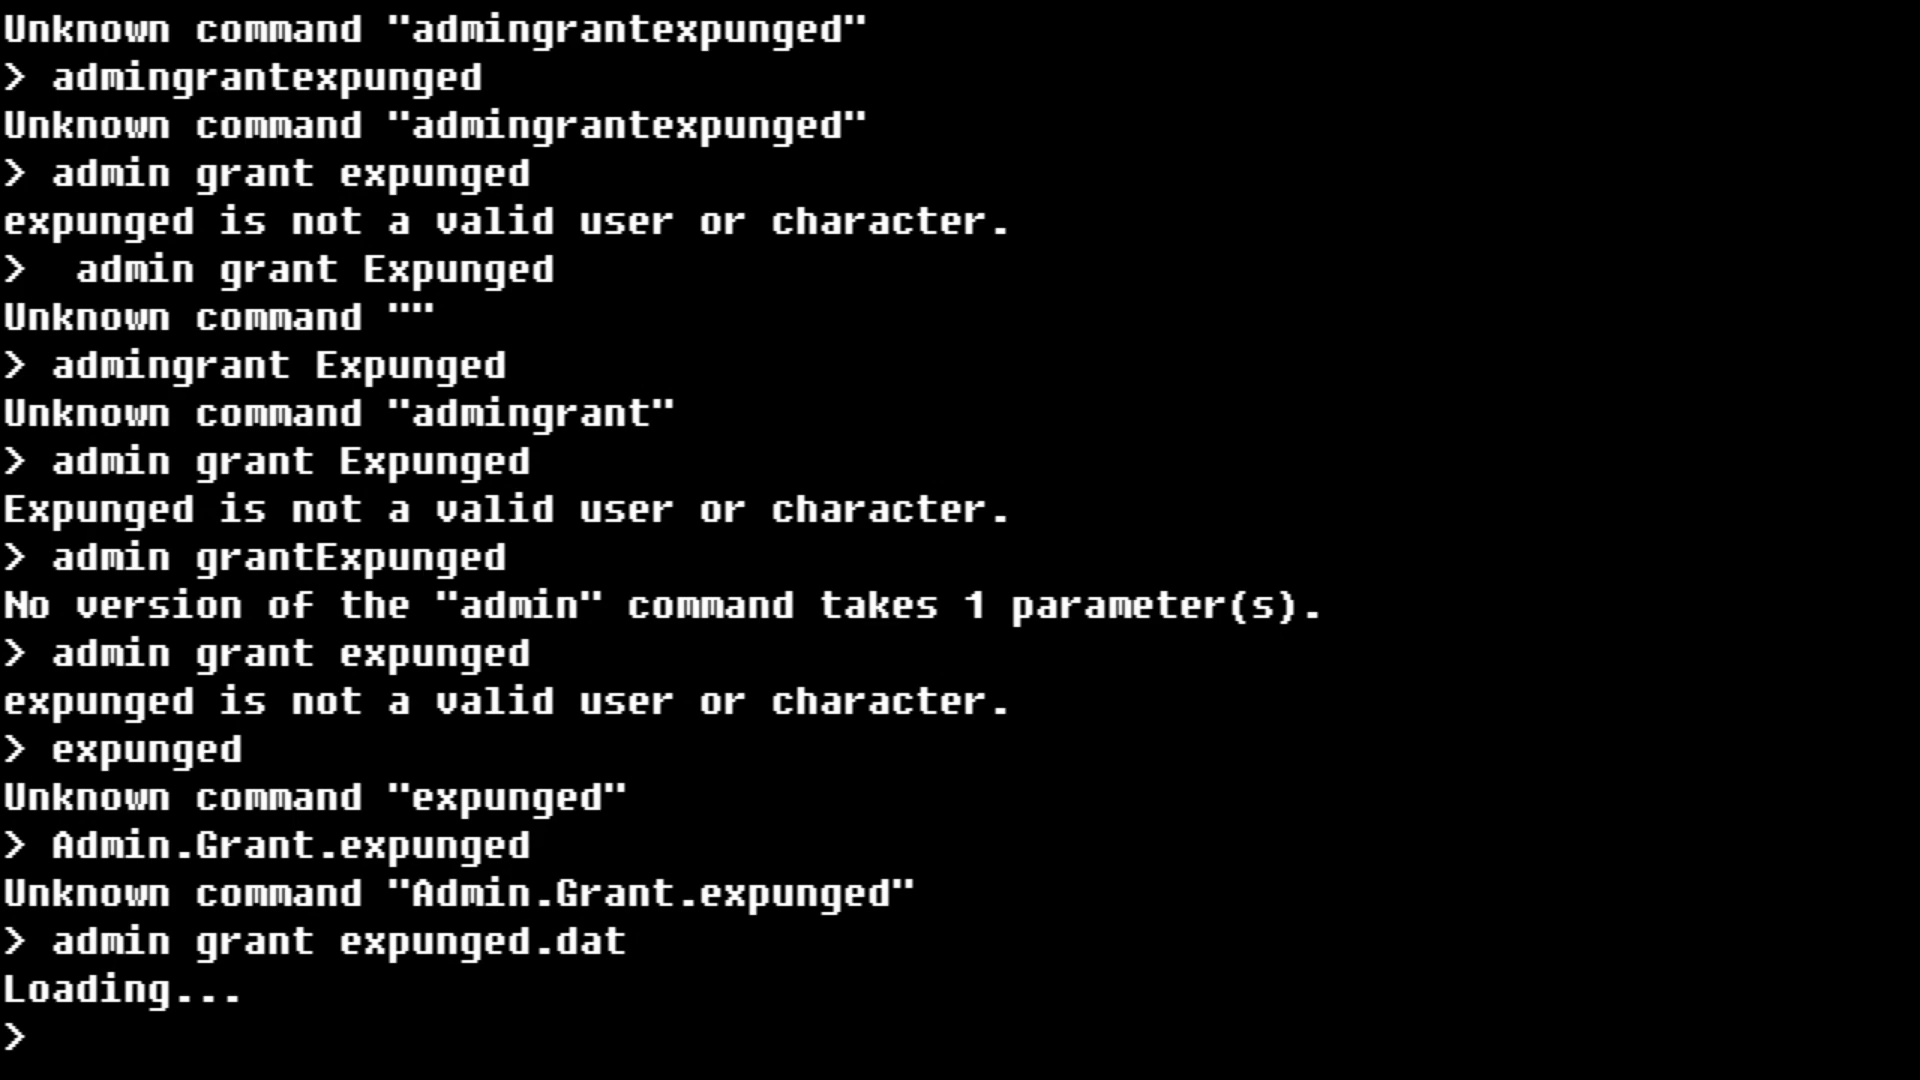 Unknown command "admingrantexpunged"
> admingrantexpunged
Unknown command "admingrantexpunged"
> admin grant expunged
expunged is not a valid user or character.
>  admin grant Expunged
Unknown command ""
> admingrant Expunged
Unknown command "admingrant"
> admin grant Expunged
Expunged is not a valid user or character.
> admin grantExpunged
No version of the "admin" command takes 1 parameter(s).
> admin grant expunged
expunged is not a valid user or character.
> expunged
Unknown command "expunged"
> Admin.Grant.expunged
Unknown command "Admin.Grant.expunged"
> admin grant expunged.dat
Loading...
>